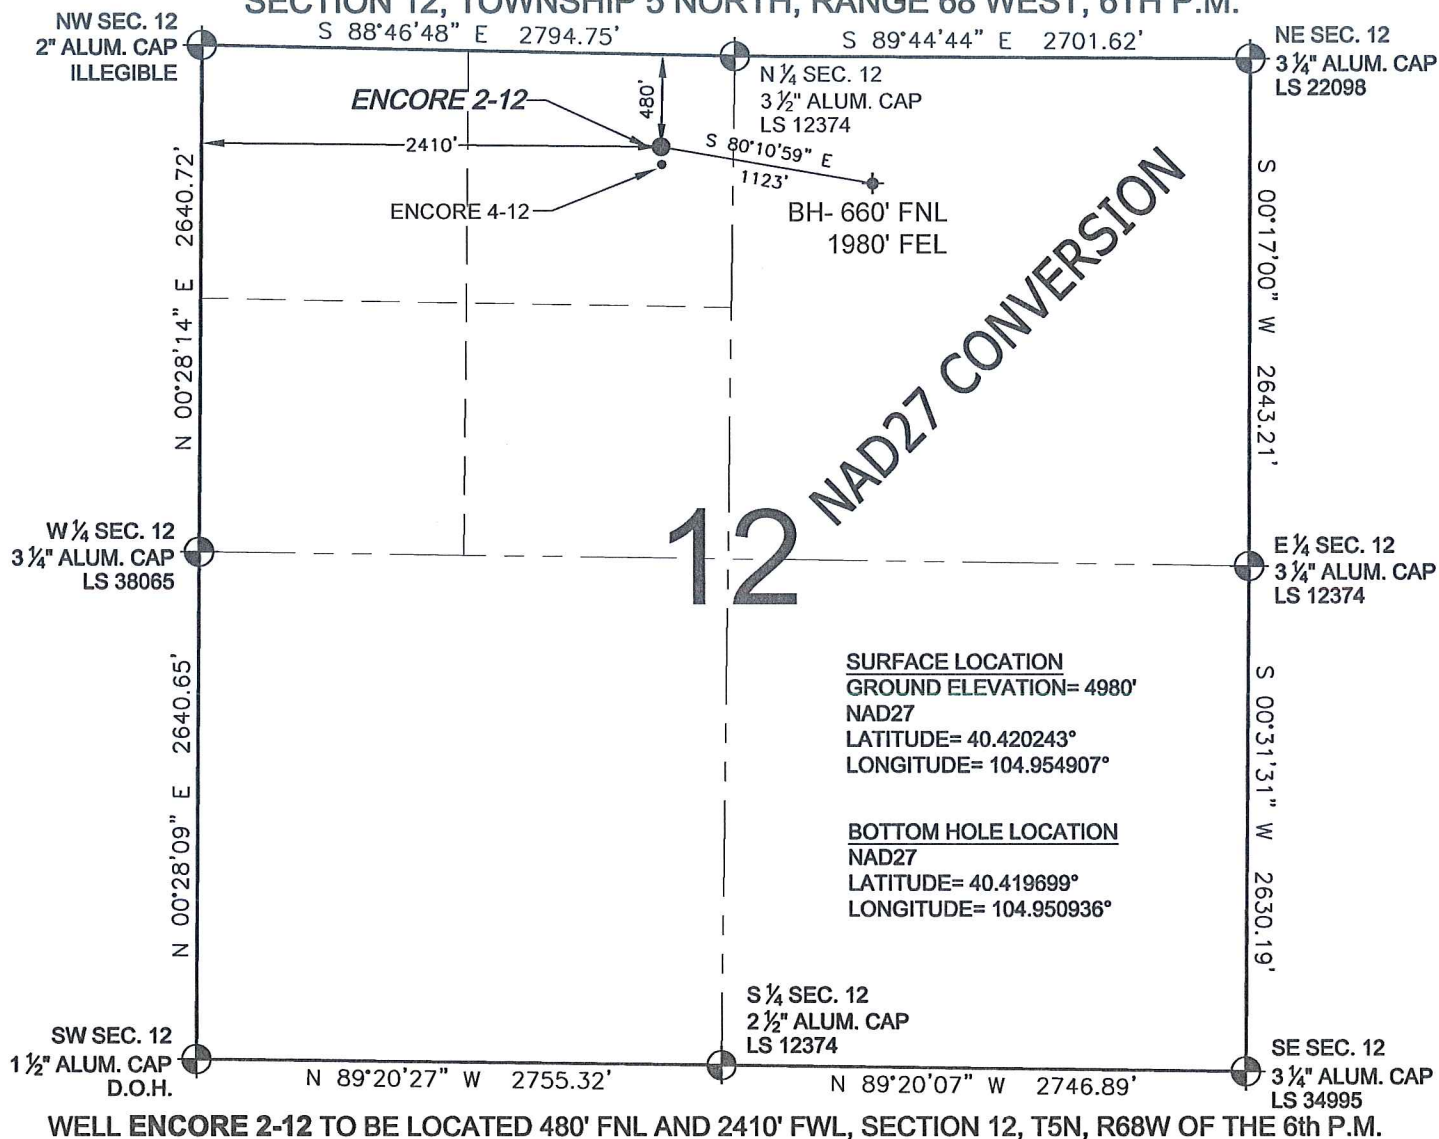 SECTION 12, TOWNSHIP 5 NORTH, RANGE 68 WEST, 6TH P.M.
NW SEC. 12
2" ALUM. CAP
ILLEGIBLE
S 88°46'48" E 2794.75'
S 89°44'44" E 2701.62'
NE SEC. 12
3 ¼" ALUM. CAP
LS 22098
N ¼ SEC. 12
3 ½" ALUM. CAP
LS 12374
ENCORE 2-12
480'
2410'
S 80°10'59" E
1123'
ENCORE 4-12
BH- 660' FNL
1980' FEL
N 00°28'14" E 2640.72'
S 00°17'00" W 2643.21'
NAD27 CONVERSION
W ¼ SEC. 12
3 ¼" ALUM. CAP
LS 38065
12
E ¼ SEC. 12
3 ¼" ALUM. CAP
LS 12374
N 00°28'09" E 2640.65'
S 00°31'31" W 2630.19'
SURFACE LOCATION
GROUND ELEVATION= 4980'
NAD27
LATITUDE= 40.420243°
LONGITUDE= 104.954907°
BOTTOM HOLE LOCATION
NAD27
LATITUDE= 40.419699°
LONGITUDE= 104.950936°
SW SEC. 12
1 ½" ALUM. CAP
D.O.H.
S ¼ SEC. 12
2 ½" ALUM. CAP
LS 12374
SE SEC. 12
3 ¼" ALUM. CAP
LS 34995
N 89°20'27" W 2755.32'
N 89°20'07" W 2746.89'
WELL ENCORE 2-12 TO BE LOCATED 480' FNL AND 2410' FWL, SECTION 12, T5N, R68W OF THE 6th P.M.